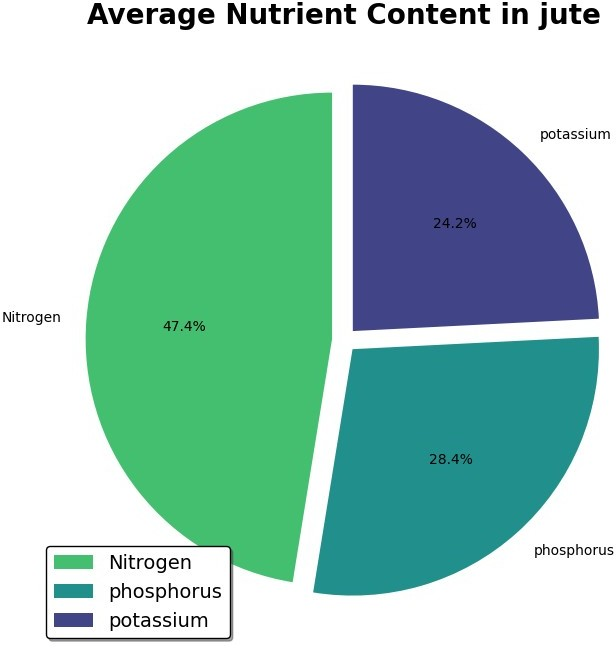 Average Nutrient Content in jute
potassium
24.2%
Nitrogen
47.4%
28.4%
phosphorus
Nitrogen
phosphorus
potassium